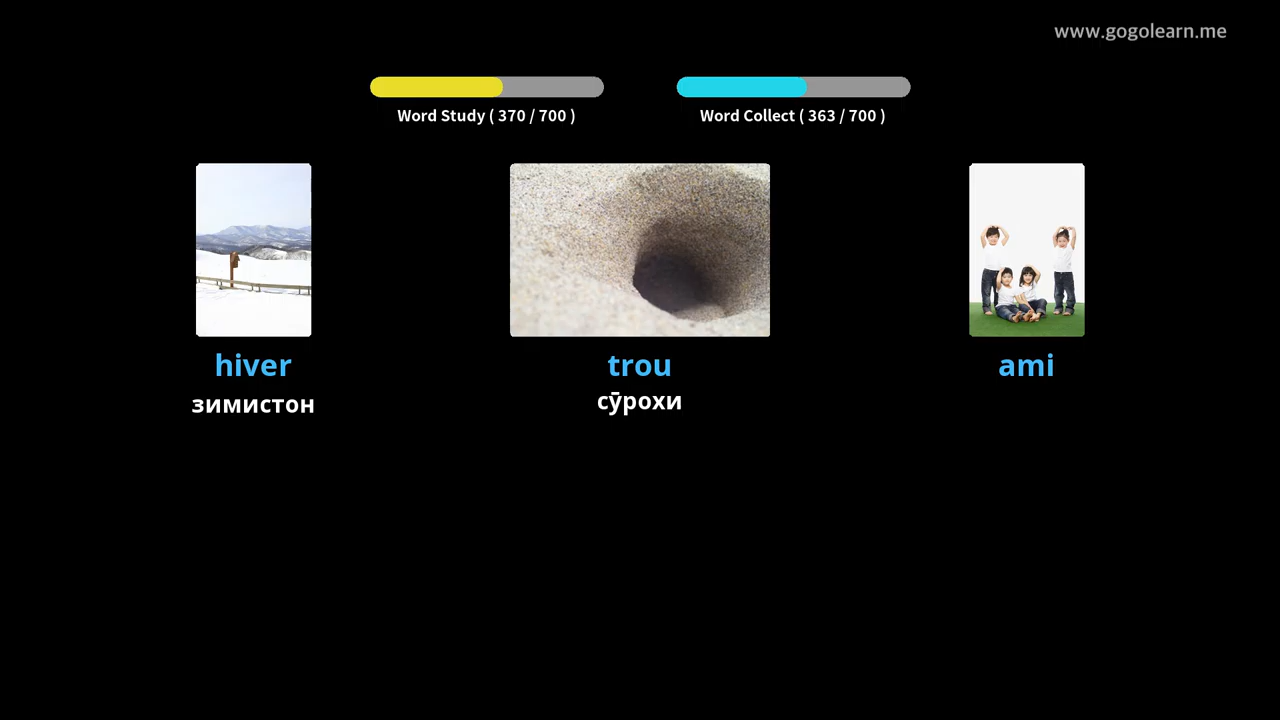 www.gogolearn.me
Word Study ( 370 / 700 )
Word Collect ( 363 / 700 )
hiver
зимистон
trou
сӯрохи
ami